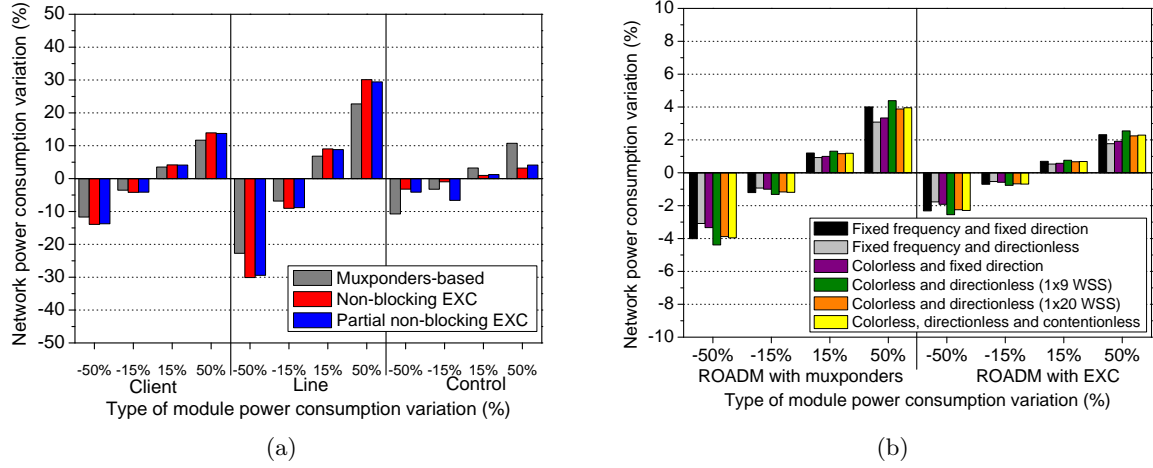 Network power consumption variation (%)
50
40
30
20
10
0
-10
-20
-30
-40
-50
Muxponders-based
Non-blocking EXC
Partial non-blocking EXC
-50% -15% 15% 50% -50% -15% 15% 50% -50% -15% 15% 50%
Client Line Control
Type of module power consumption variation (%)
(a)
Network power consumption variation (%)
10
8
6
4
2
0
-2
-4
-6
-8
-10
Fixed frequency and fixed direction
Fixed frequency and directionless
Colorless and fixed direction
Colorless and directionless (1x9 WSS)
Colorless and directionless (1x20 WSS)
Colorless, directionless and contentionless
-50% -15% 15% 50% -50% -15% 15% 50%
ROADM with muxponders ROADM with EXC
Type of module power consumption variation (%)
(b)